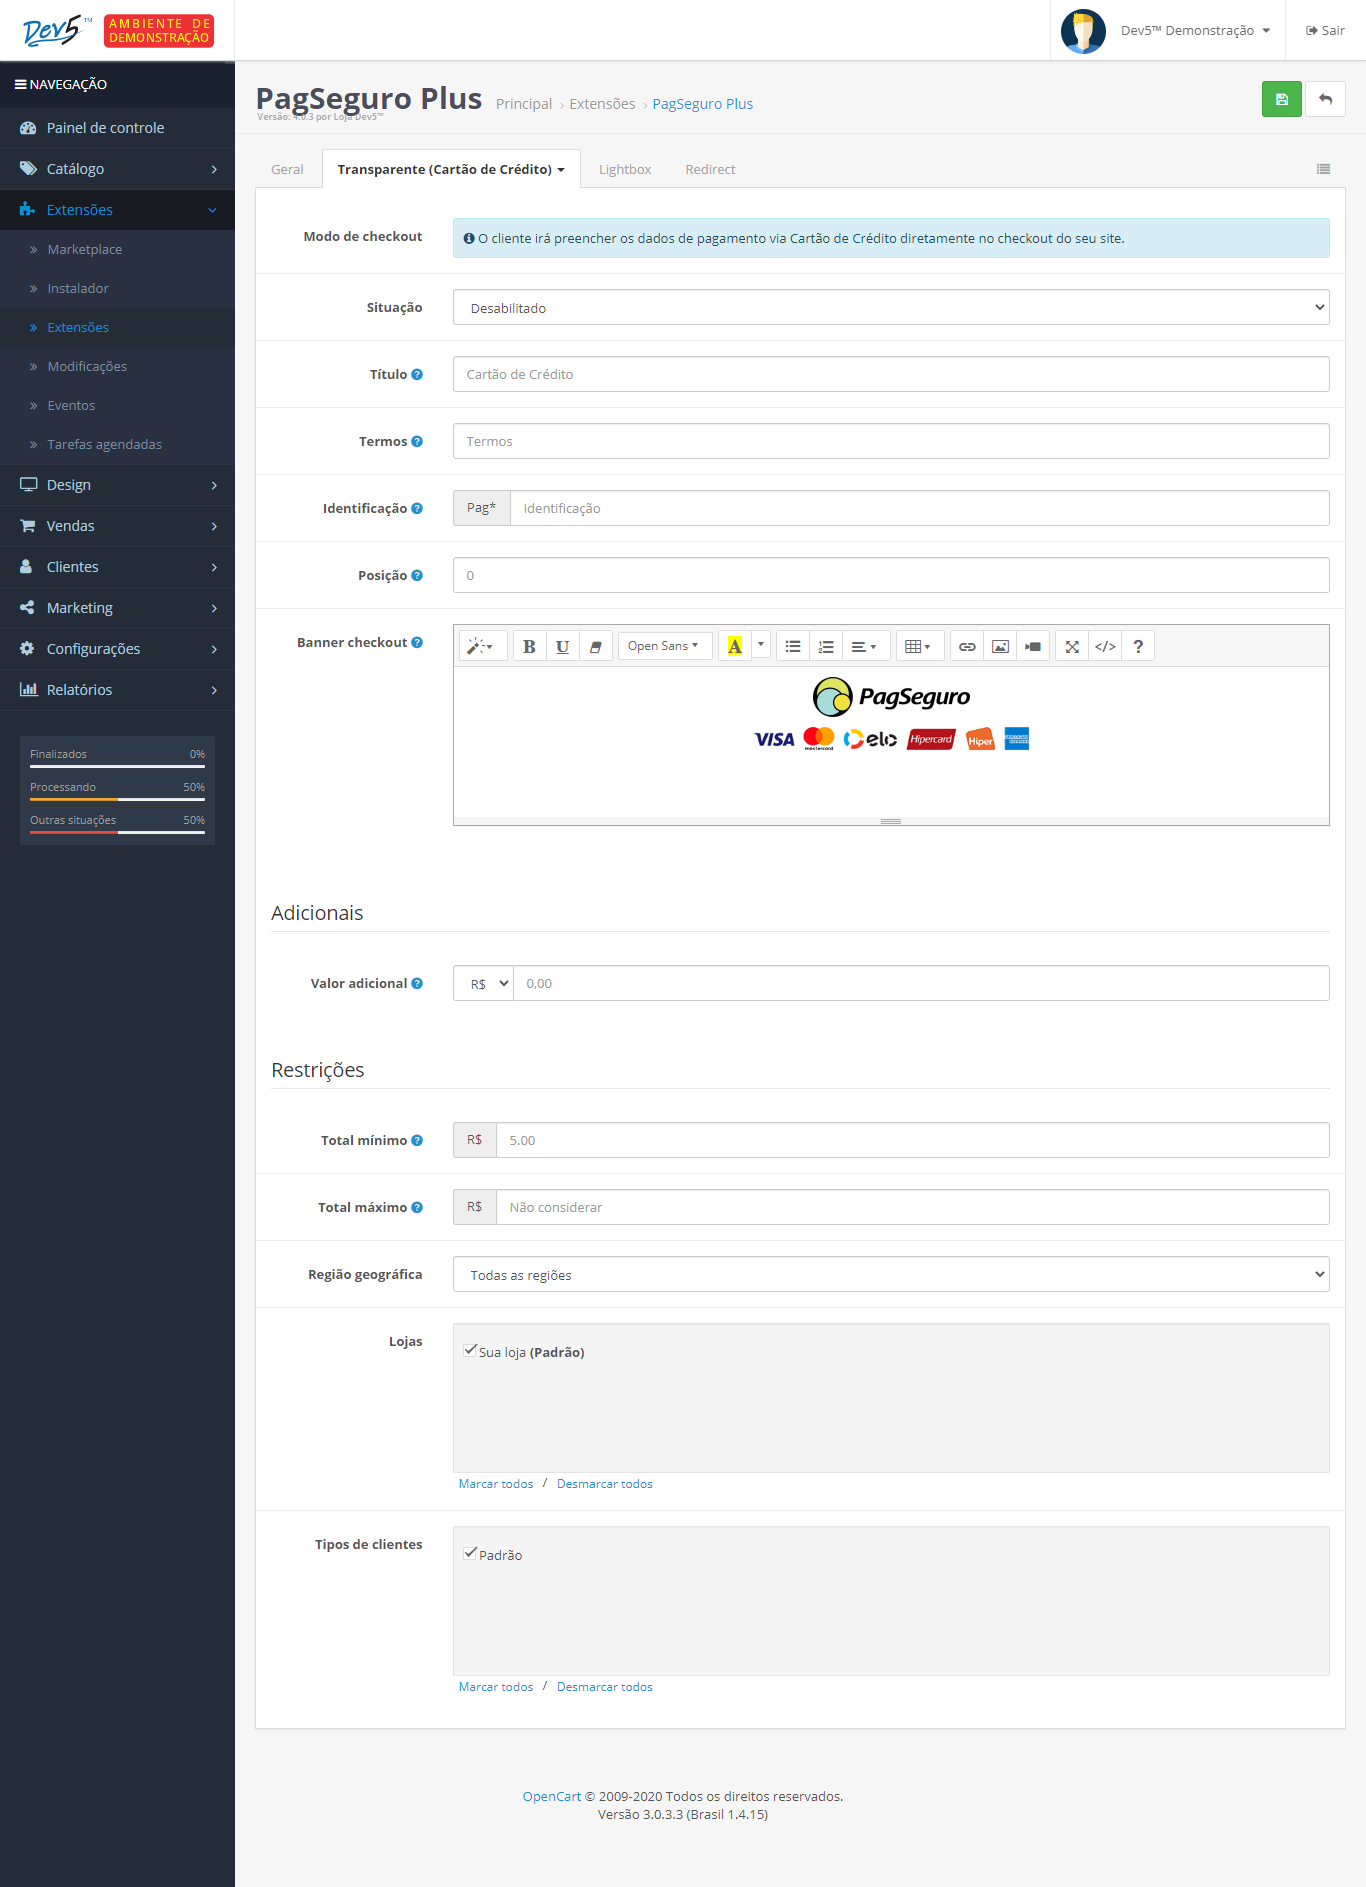 Dev5™
AMBIENTE DE
DEMONSTRAÇÃO
Dev5™ Demonstração
Sair
NAVEGAÇÃO
Painel de controle
Catálogo
Extensões
Marketplace
Instalador
Extensões
Modificações
Eventos
Tarefas agendadas
Design
Vendas
Clientes
Marketing
Configurações
Relatórios
Finalizados 0%
Processando 50%
Outras situações 50%
PagSeguro Plus
Principal › Extensões › PagSeguro Plus
Versão: 4.0.3 por Loja Dev5™
Geral
Transparente (Cartão de Crédito)
Lightbox
Redirect
Modo de checkout
O cliente irá preencher os dados de pagamento via Cartão de Crédito diretamente no checkout do seu site.
Situação
Desabilitado
Título
Cartão de Crédito
Termos
Termos
Identificação
Pag*
Identificação
Posição
0
Banner checkout
B U Open Sans A </> ?
PagSeguro
VISA mastercard elo Hipercard Hiper
Adicionais
Valor adicional
R$
0,00
Restrições
Total mínimo
R$
5.00
Total máximo
R$
Não considerar
Região geográfica
Todas as regiões
Lojas
Sua loja (Padrão)
Marcar todos / Desmarcar todos
Tipos de clientes
Padrão
Marcar todos / Desmarcar todos
OpenCart © 2009-2020 Todos os direitos reservados.
Versão 3.0.3.3 (Brasil 1.4.15)